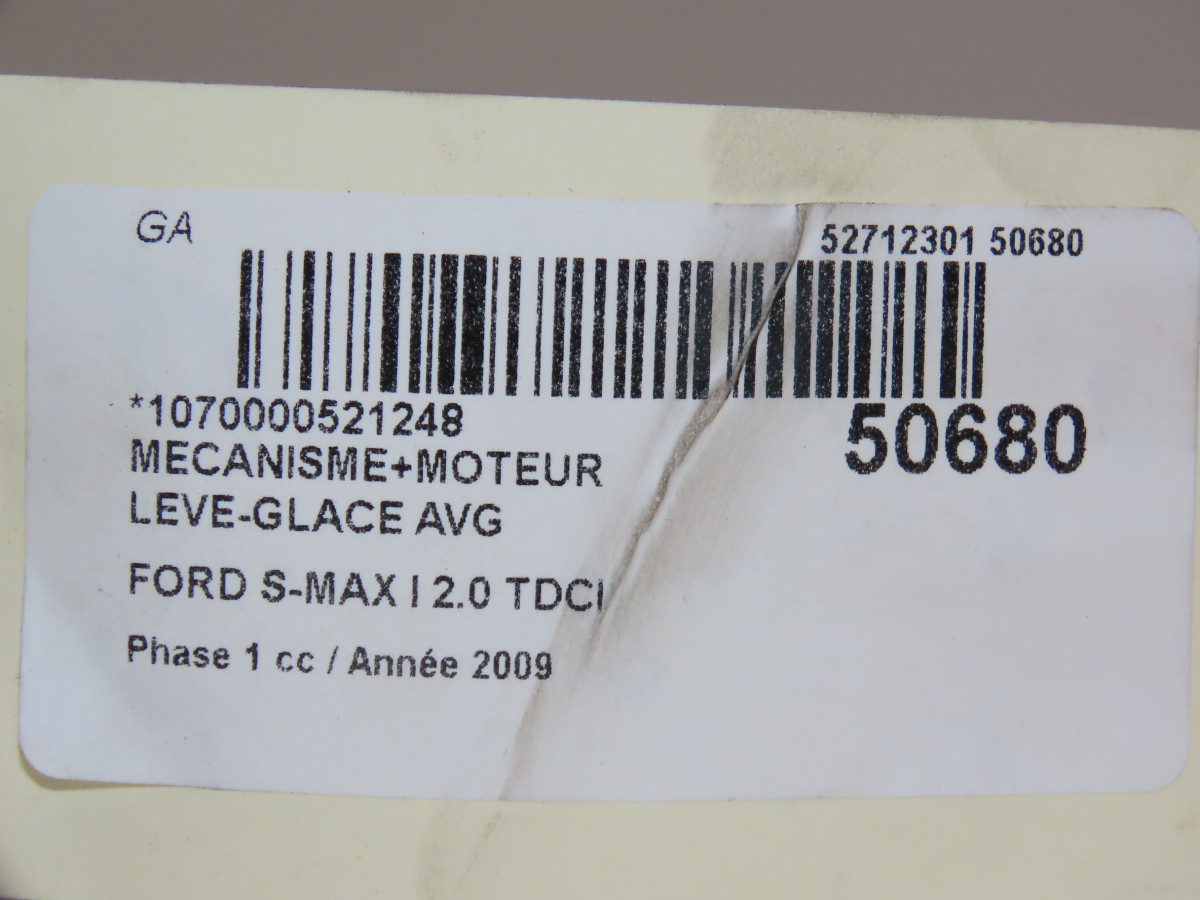 GA
52712301 50680
*1070000521248
50680
MECANISME+MOTEUR
LEVE-GLACE AVG
FORD S-MAX I 2.0 TDCI
Phase 1 cc / Année 2009